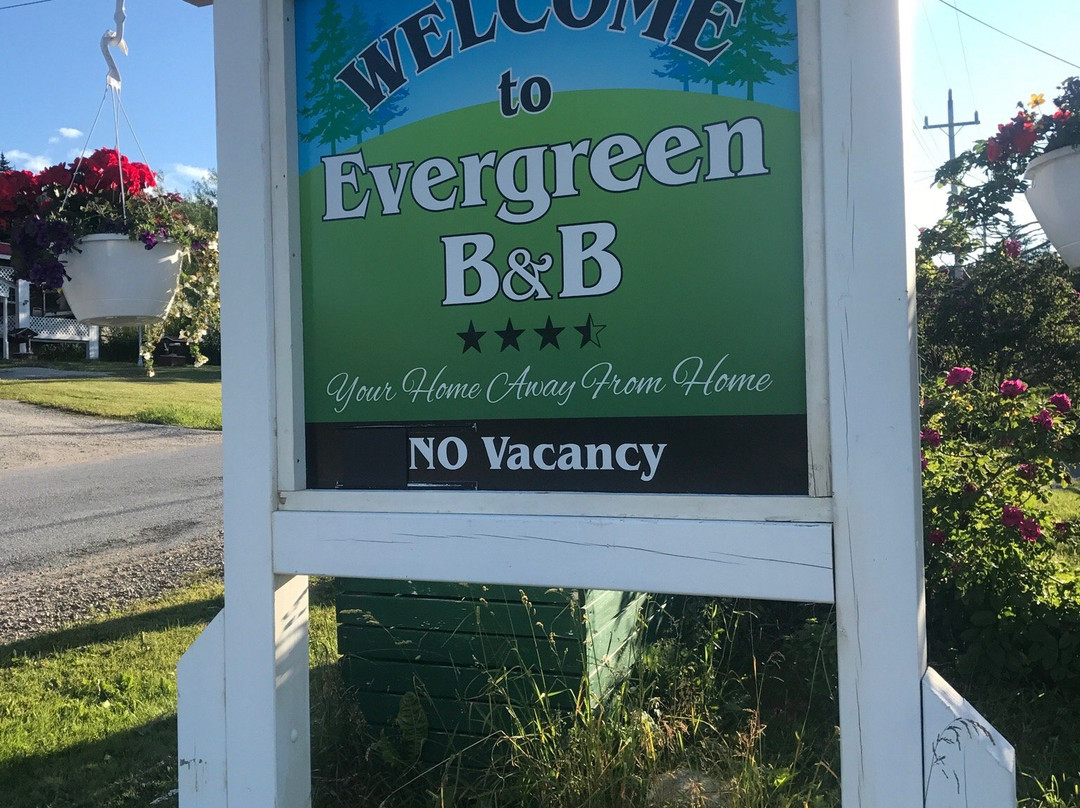 WELCOME
to
Evergreen
B&B
Your Home Away From Home
NO Vacancy